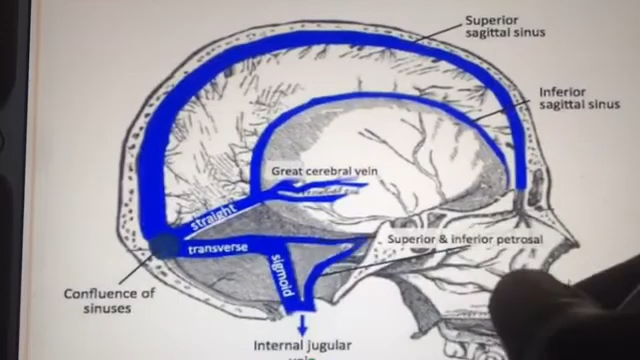 Superior
sagittal sinus
Inferior
sagittal sinus
Great cerebral vein
straight
transverse
Superior & inferior petrosal
sigmoid
Confluence of
sinuses
Internal jugular
vein